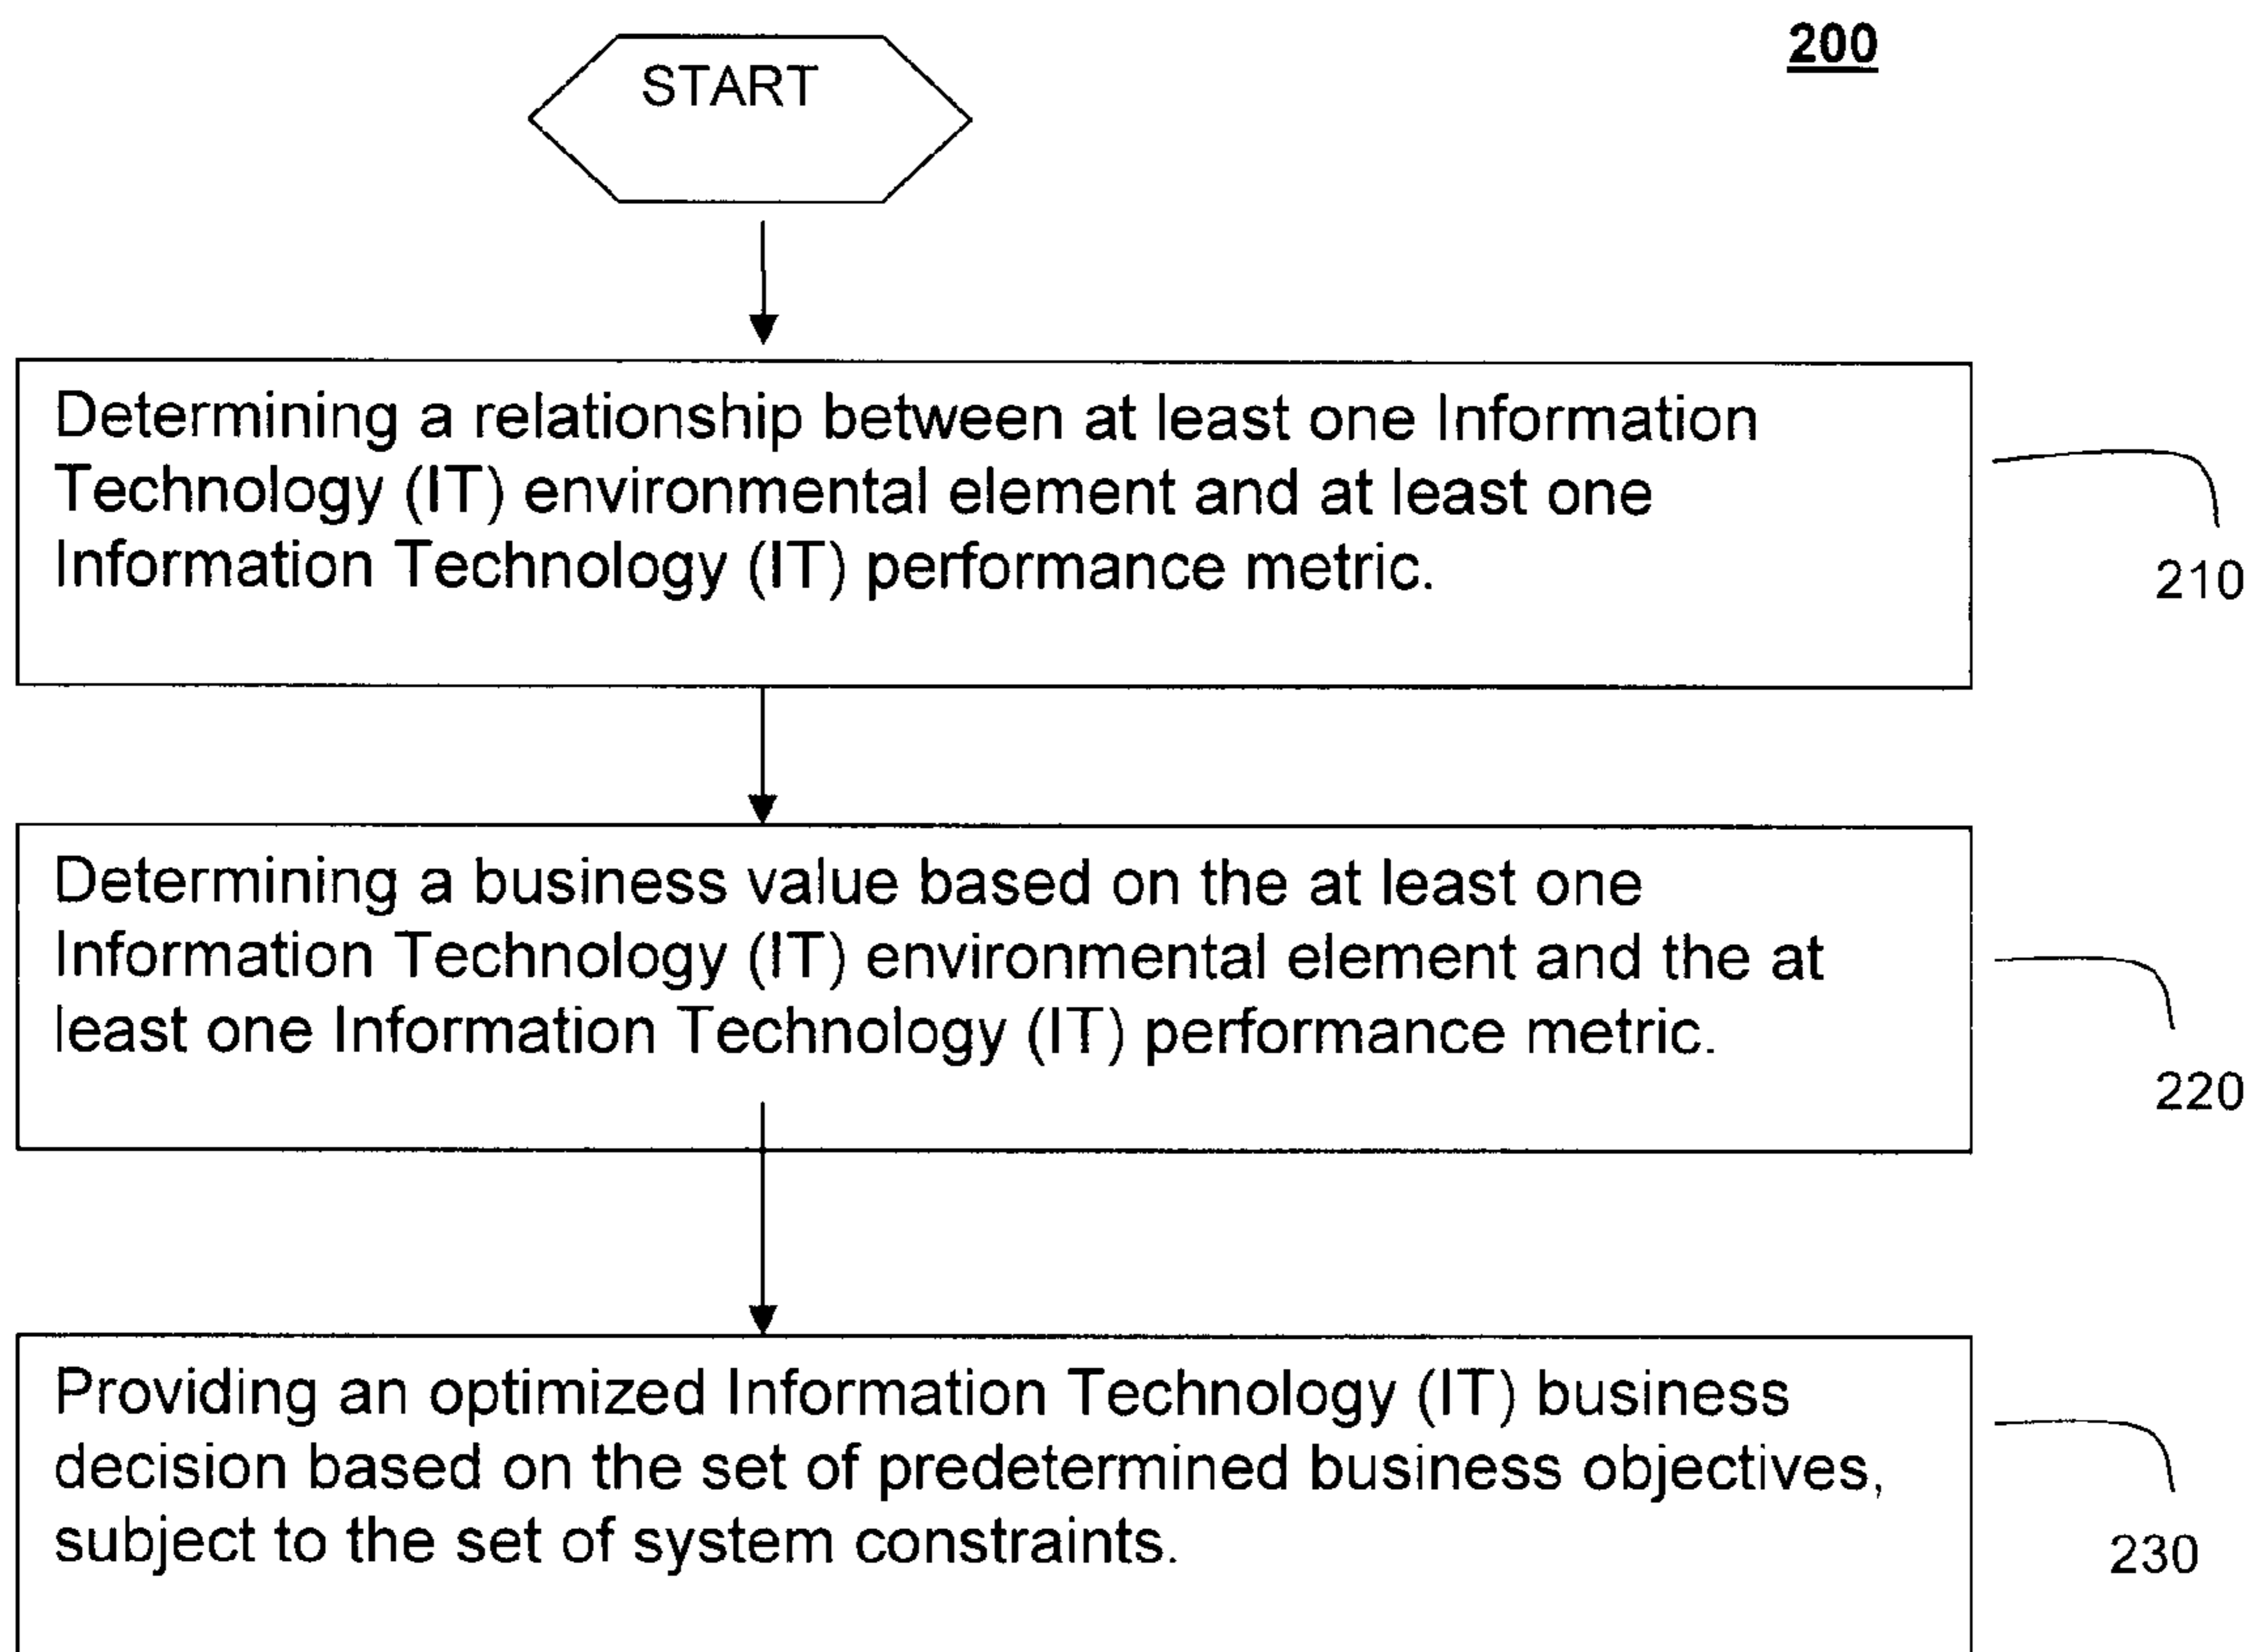 200
START
Determining a relationship between at least one Information
Technology (IT) environmental element and at least one
Information Technology (IT) performance metric.
210
Determining a business value based on the at least one
Information Technology (IT) environmental element and the at
least one Information Technology (IT) performance metric.
220
Providing an optimized Information Technology (IT) business
decision based on the set of predetermined business objectives,
subject to the set of system constraints.
230